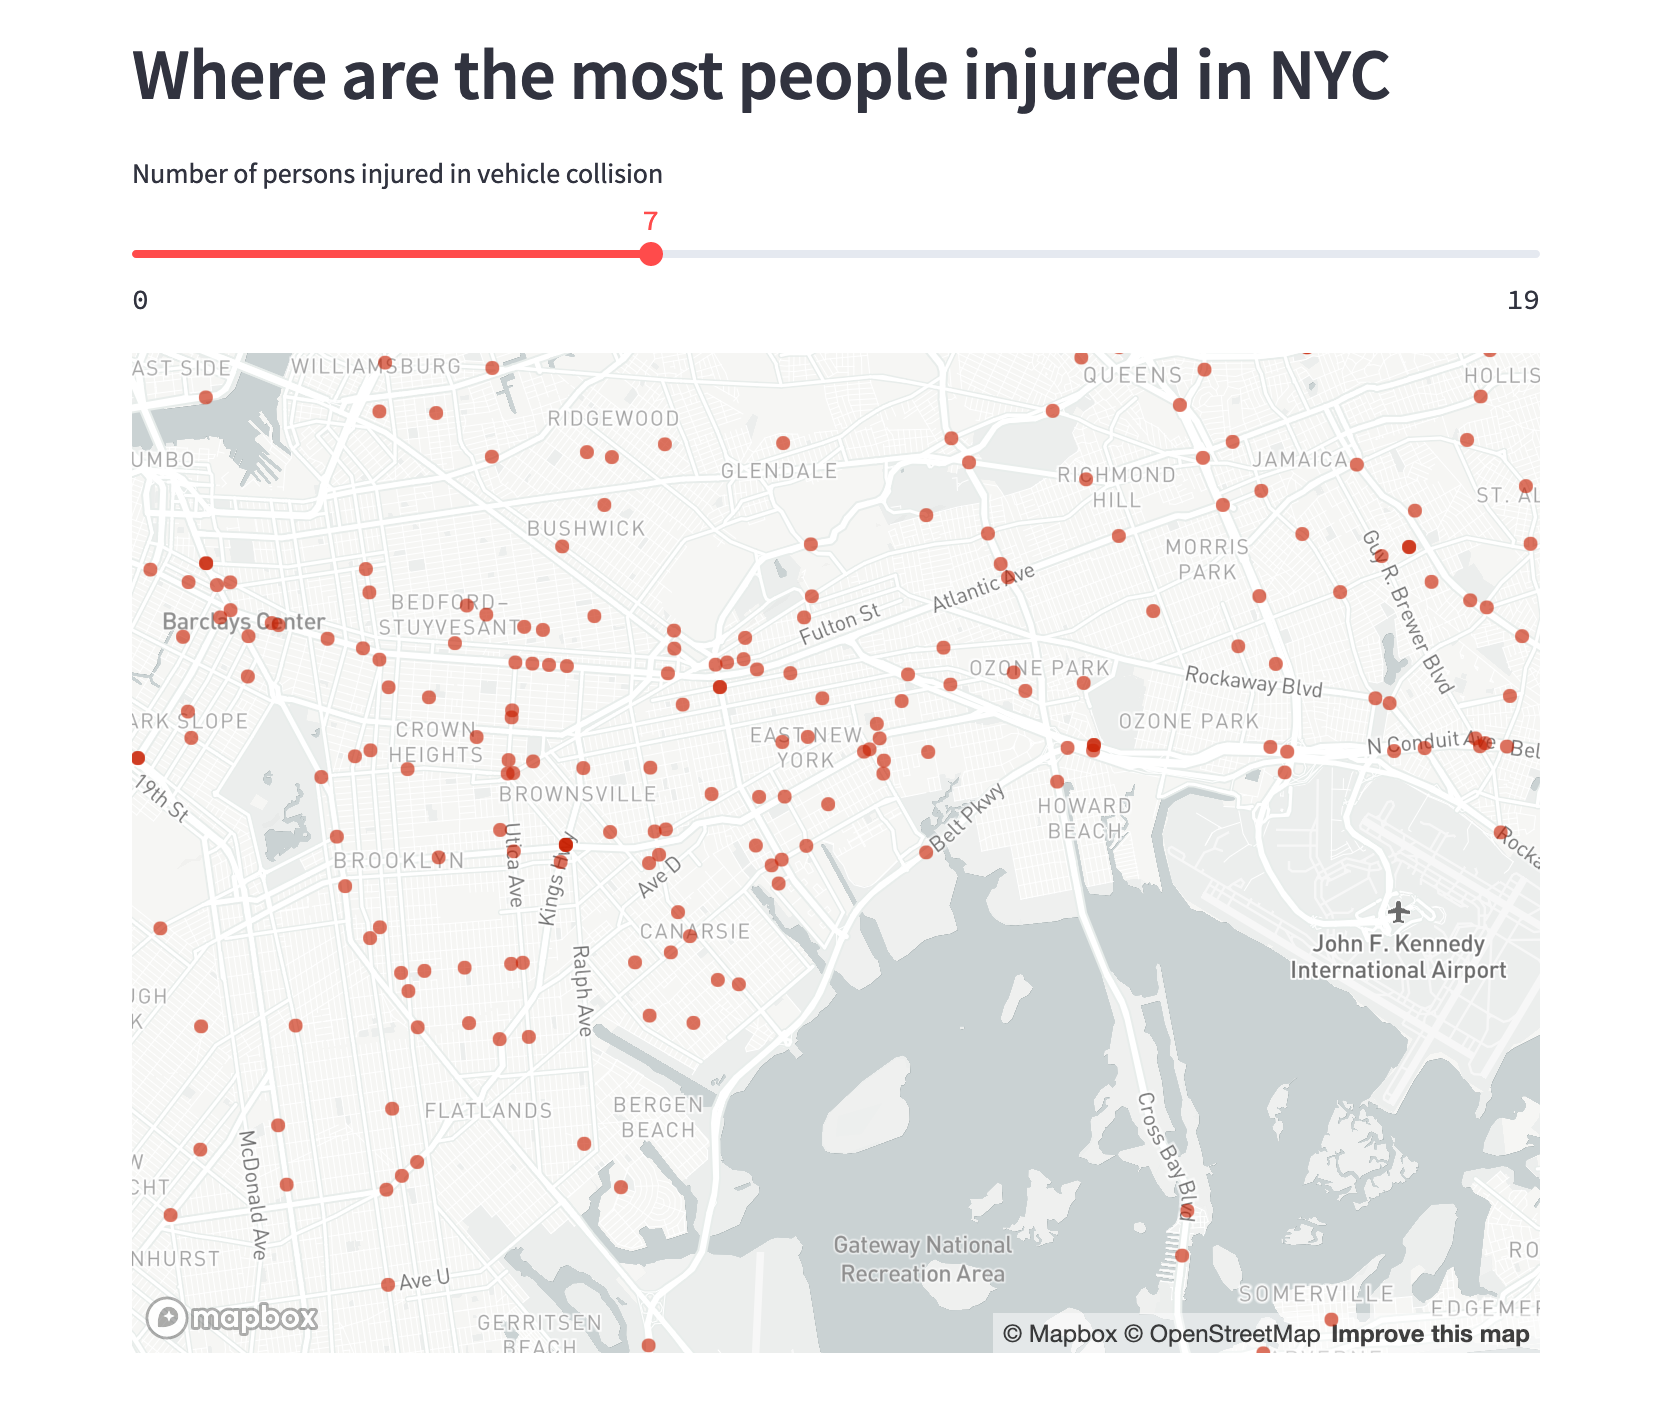 Where are the most people injured in NYC
Number of persons injured in vehicle collision
7
0
19
AST SIDE
WILLIAMSBURG
QUEENS
HOLLIS
RIDGEWOOD
UMBO
GLENDALE
JAMAICA
RICHMOND
HILL
ST. AL
BUSHWICK
MORRIS
PARK
Guy R. Brewer Blvd
Atlantic Ave
BEDFORD-
STUYVESANT
Barclays Center
Fulton St
OZONE PARK
Rockaway Blvd
ARK SLOPE
CROWN
HEIGHTS
EAST NEW
YORK
OZONE PARK
N Conduit Ave
Bel
19th St
BROWNSVILLE
Belt Pkwy
HOWARD
BEACH
BROOKLYN
Utica Ave
Kings Hwy
Ave D
Rocka
CANARSIE
John F. Kennedy
International Airport
Ralph Ave
UGH
K
FLATLANDS
BERGEN
BEACH
McDonald Ave
Cross Bay Blvd
W
CHT
NHURST
Ave U
Gateway National
Recreation Area
RO
SOMERVILLE
EDGEMER
mapbox
GERRITSEN
BEACH
© Mapbox © OpenStreetMap Improve this map